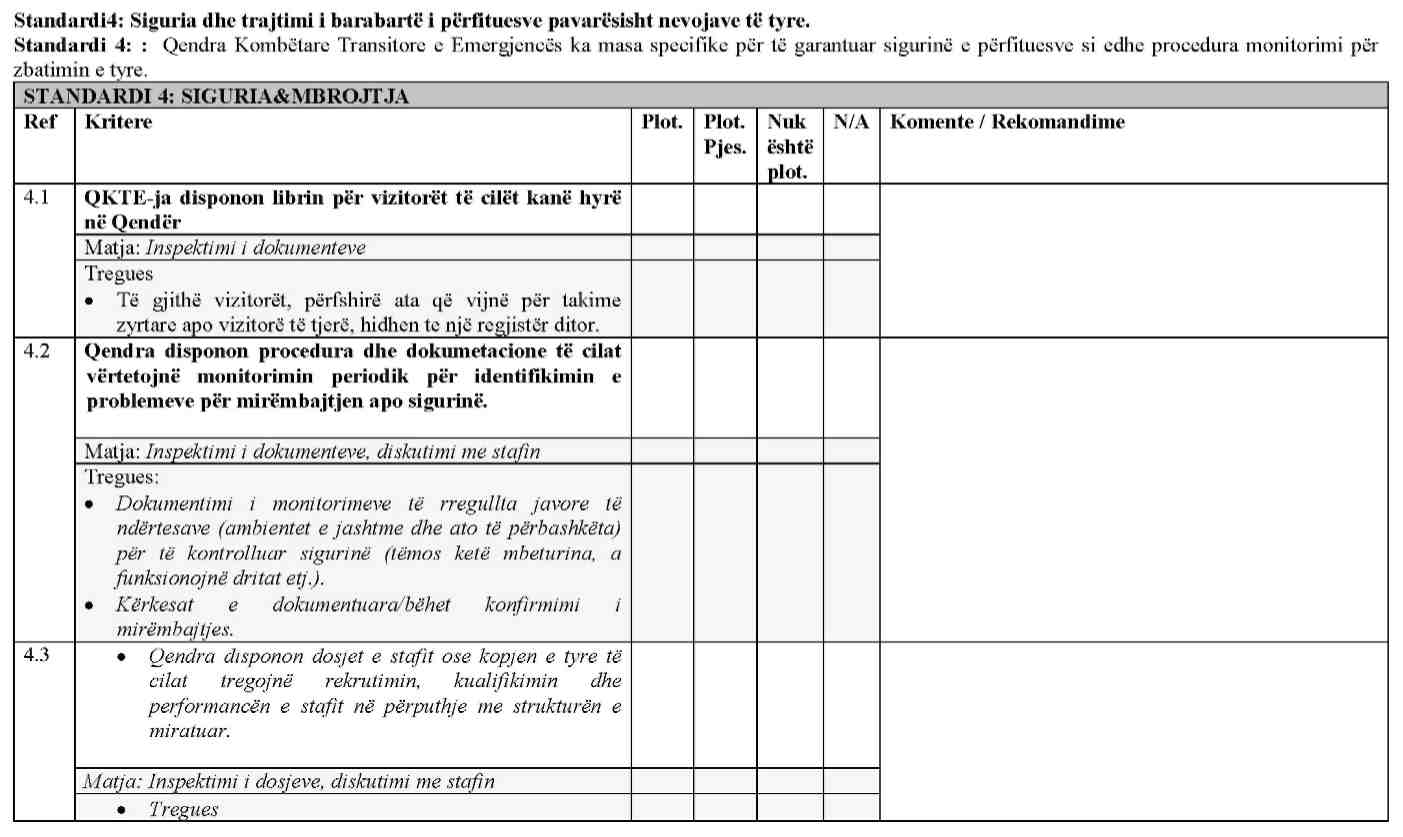 Standardi4: Siguria dhe trajtimi i barabartë i përfituesve pavarësisht nevojave të tyre.
Standardi 4: : Qendra Kombëtare Transitore e Emergjencës ka masa specifike për të garantuar sigurinë e përfituesve si edhe procedura monitorimi për
zbatimin e tyre.
STANDARDI 4: SIGURIA&MBROJTJA
Ref Kritere Plot. Plot. Nuk N/A Komente / Rekomandime
Pjes. është
plot.
4.1 QKTE-ja disponon librin për vizitorët të cilët kanë hyrë
në Qendër
Matja: Inspektimi i dokumenteve
Tregues
• Të gjithë vizitorët, përfshirë ata që vijnë për takime
zyrtare apo vizitorë të tjerë, hidhen te një regjistër ditor.
4.2 Qendra disponon procedura dhe dokumetacione të cilat
vërtetojnë monitorimin periodik për identifikimin e
problemeve për mirëmbajtjen apo sigurinë.
Matja: Inspektimi i dokumenteve, diskutimi me stafin
Tregues:
• Dokumentimi i monitorimeve të rregullta javore të
ndërtesave (ambientet e jashtme dhe ato të përbashkëta)
për të kontrolluar sigurinë (tëmos ketë mbeturina, a
funksionojnë dritat etj.).
• Kërkesat e dokumentuara/bëhet konfirmimi i
mirëmbajtjes.
4.3 • Qendra disponon dosjet e stafit ose kopjen e tyre të
cilat tregojnë rekrutimin, kualifikimin dhe
performancën e stafit në përputhje me strukturën e
miratuar.
Matja: Inspektimi i dosjeve, diskutimi me stafin
• Tregues